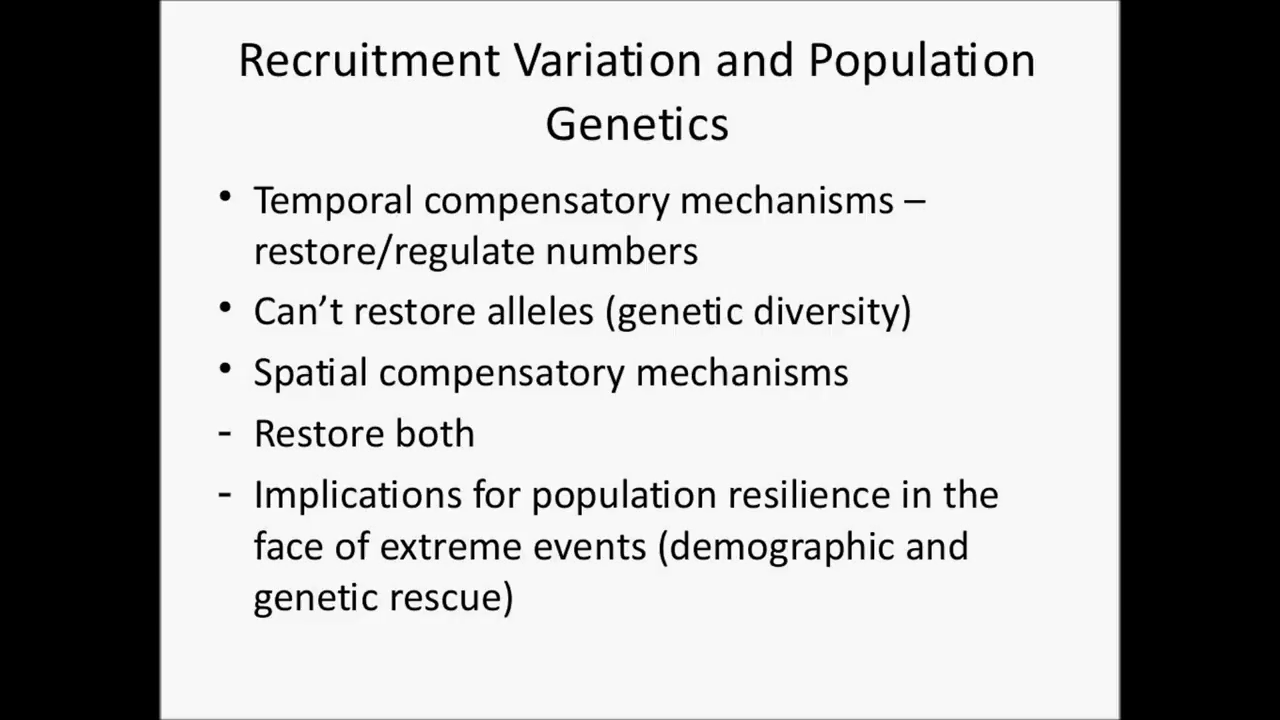 Recruitment Variation and Population
Genetics
• Temporal compensatory mechanisms –
restore/regulate numbers
• Can’t restore alleles (genetic diversity)
• Spatial compensatory mechanisms
- Restore both
- Implications for population resilience in the
face of extreme events (demographic and
genetic rescue)